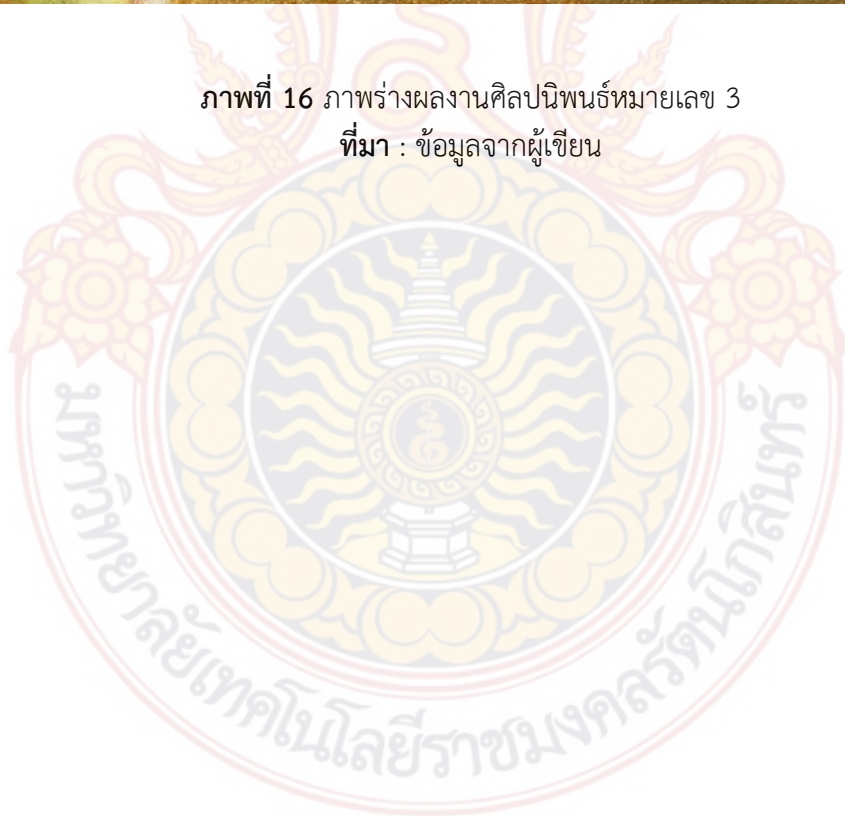 ภาพที่ 16 ภาพร่างผลงานศิลปนิพนธ์หมายเลข 3
ที่มา : ข้อมูลจากผู้เขียน
มหาวิทยาลัยเทคโนโลยีราชมงคลรัตนโกสินทร์